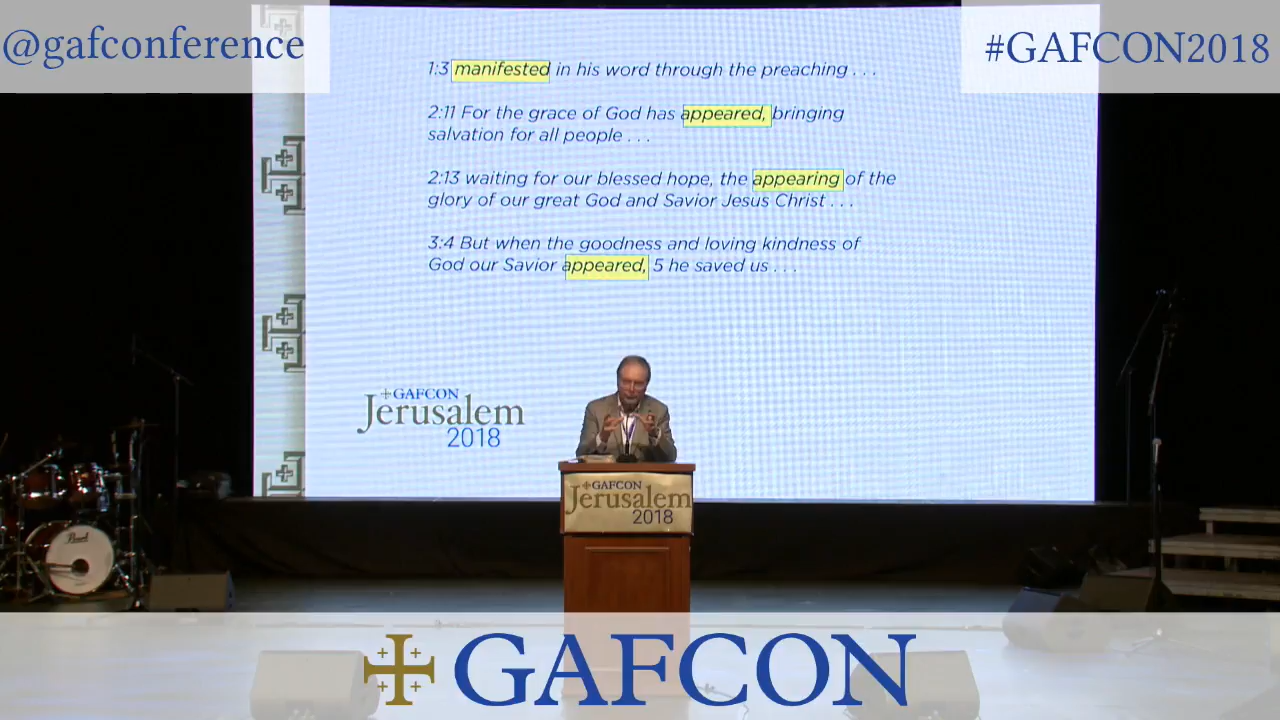 @gafconference
#GAFCON2018
1:3 manifested in his word through the preaching . . .
2:11 For the grace of God has appeared, bringing
salvation for all people . . .
2:13 waiting for our blessed hope, the appearing of the
glory of our great God and Savior Jesus Christ . . .
3:4 But when the goodness and loving kindness of
God our Savior appeared, 5 he saved us . . .
GAFCON
Jerusalem
2018
GAFCON
Jerusalem
2018
Pearl
GAFCON